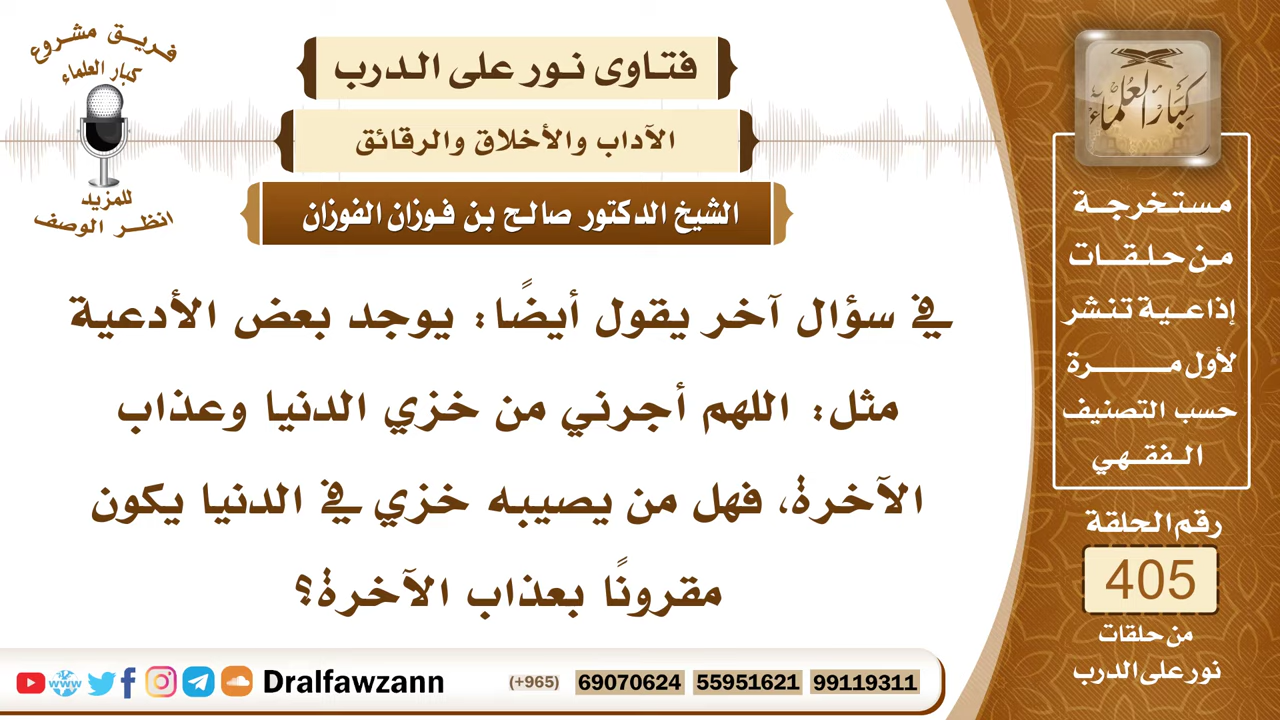 فريق مشروع
كبار العلماء
للمزيد
انظر الوصف
فتاوى نور على الدرب
الآداب والأخلاق والرقائق
الشيخ الدكتور صالح بن فوزان الفوزان
في سؤال آخر يقول أيضًا: يوجد بعض الأدعية
مثل: اللهم أجرني من خزي الدنيا وعذاب
الآخرة، فهل من يصيبه خزي في الدنيا يكون
مقرونًا بعذاب الآخرة؟
كبار العلماء
مستخرجة
من حلقات
إذاعية تنشر
لأول مرة
حسب التصنيف
الفقهي
رقم الحلقة
405
من حلقات
نور على الدرب
www Dralfawzann (+965) 69070624 55951621 99119311